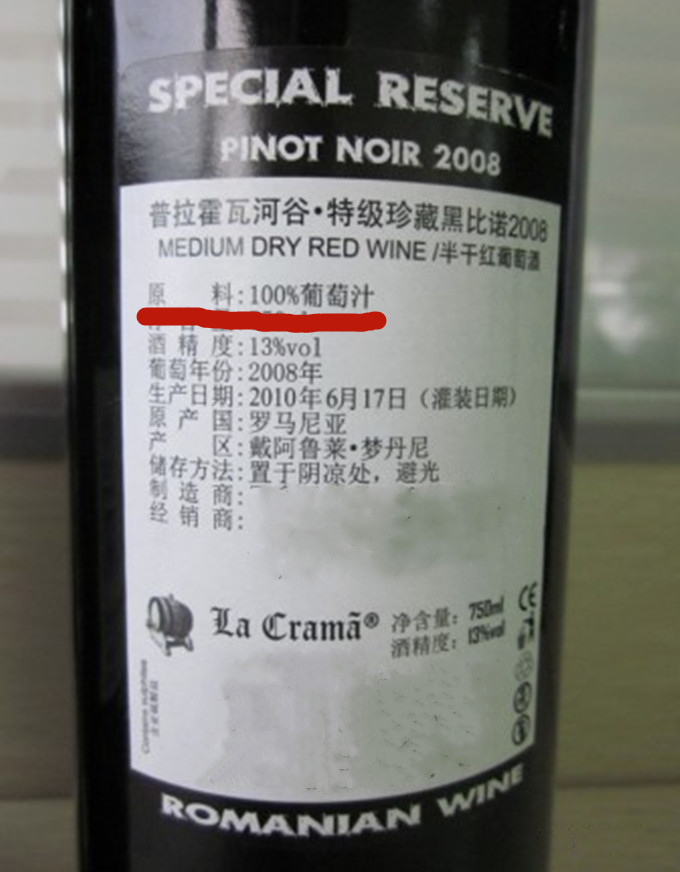 SPECIAL RESERVE
PINOT NOIR 2008
普拉霍瓦河谷·特级珍藏黑比诺2008
MEDIUM DRY RED WINE /半干红葡萄酒
原 料:100%葡萄汁
酒 精 度:13%vol
葡萄年份:2008年
生产日期:2010年6月17日（灌装日期）
原 产 国:罗马尼亚
产 区:戴阿鲁莱·梦丹尼
储存方法:置于阴凉处，避光
制 造 商:
经 销 商:
La Cramã®
净含量: 750ml
酒精度: 13%vol
CE
Contains sulphites
ROMANIAN WINE